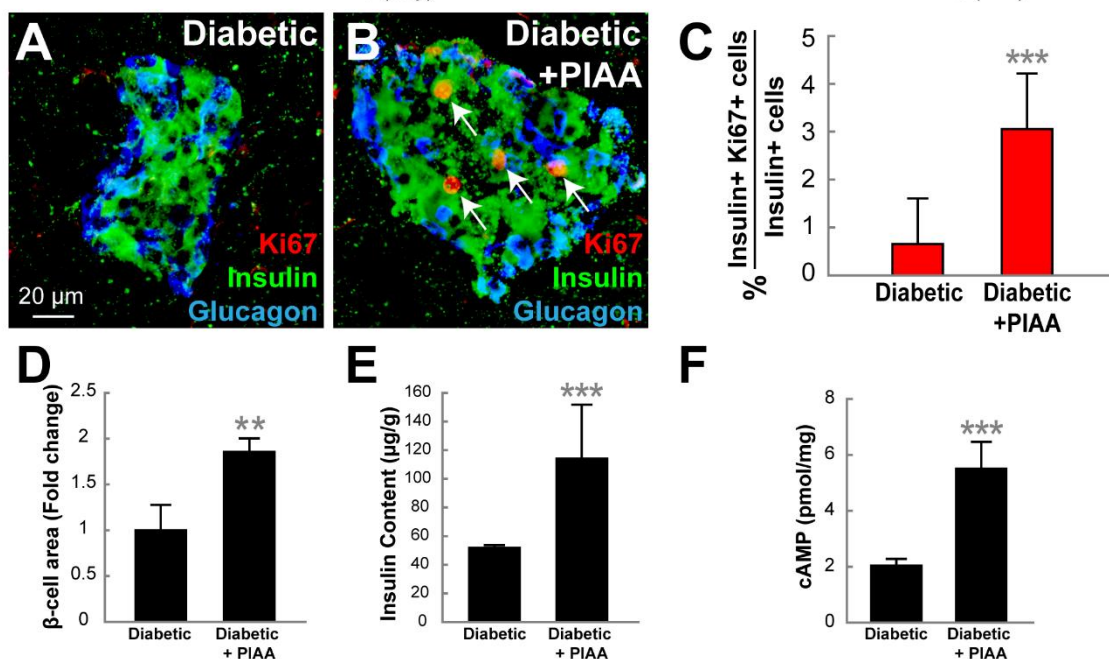 A
Diabetic
Ki67
Insulin
Glucagon
20 µm
B
Diabetic
+PIAA
Ki67
Insulin
Glucagon
C
% Insulin+ Ki67+ cells
Insulin+ cells
5
4
3
2
1
0
***
Diabetic
Diabetic
+PIAA
D
β-cell area (Fold change)
2.5
2
1.5
1
0.5
0
**
Diabetic
Diabetic
+ PIAA
E
Insulin Content (µg/g)
160
140
120
100
80
60
40
20
0
***
Diabetic
Diabetic
+ PIAA
F
cAMP (pmol/mg)
8
6
4
2
0
***
Diabetic
Diabetic
+ PIAA